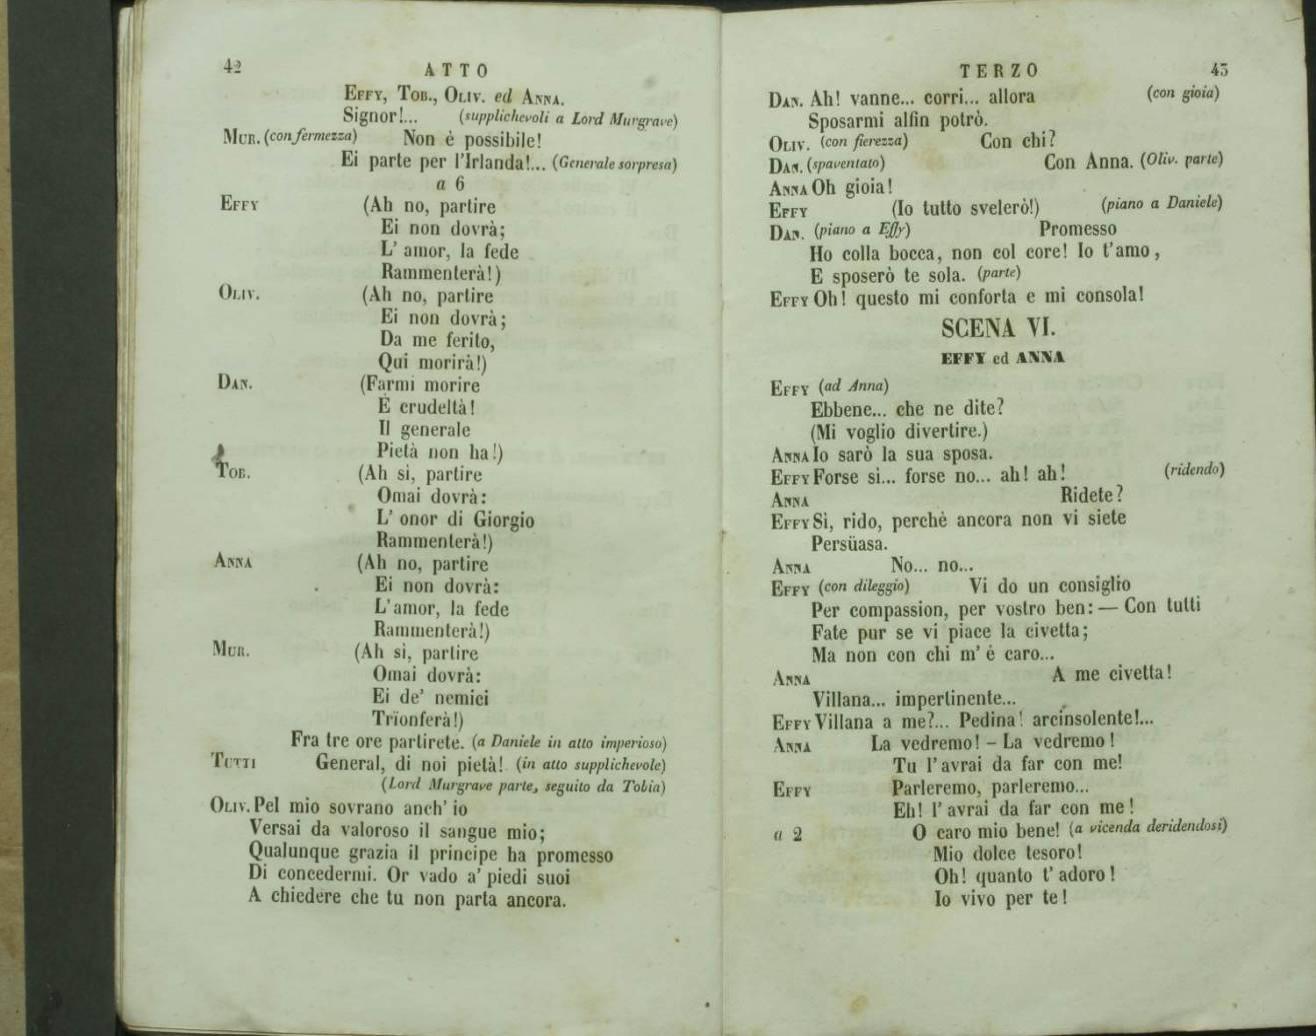 42
ATTO
EFFY, TOB., OLIV. ed ANNA.
Signor!... (supplichevoli a Lord Murgrave)
MUR. (con fermezza) Non è possibile!
Ei parte per l'Irlanda!... (Generale sorpresa)
a 6
EFFY (Ah no, partire
Ei non dovrà;
L' amor, la fede
Rammenterà!)
OLIV. (Ah no, partire
Ei non dovrà;
Da me ferito,
Qui morirà!)
DAN. (Farmi morire
È crudeltà!
Il generale
Pietà non ha!)
TOB. (Ah sì, partire
Omai dovrà:
L' onor di Giorgio
Rammenterà!)
ANNA (Ah no, partire
Ei non dovrà:
L'amor, la fede
Rammenterà!)
MUR. (Ah sì, partire
Omai dovrà:
Ei de' nemici
Trïonferà!)
Fra tre ore partirete. (a Daniele in atto imperioso)
TUTTI General, di noi pietà! (in atto supplichevole)
(Lord Murgrave parte, seguito da Tobia)
OLIV. Pel mio sovrano anch' io
Versai da valoroso il sangue mio;
Qualunque grazia il principe ha promesso
Di concedermi. Or vado a' piedi suoi
A chiedere che tu non parta ancora.
TERZO
43
DAN. Ah! vanne... corri... allora (con gioia)
Sposarmi alfin potrò.
OLIV. (con fierezza) Con chi?
DAN. (spaventato) Con Anna. (Oliv. parte)
ANNA Oh gioia!
EFFY (Io tutto svelerò!) (piano a Daniele)
DAN. (piano a Effy) Promesso
Ho colla bocca, non col core! Io t'amo,
E sposerò te sola. (parte)
EFFY Oh! questo mi conforta e mi consola!
SCENA VI.
EFFY ed ANNA
EFFY (ad Anna)
Ebbene... che ne dite?
(Mi voglio divertire.)
ANNA Io sarò la sua sposa.
EFFY Forse sì... forse no... ah! ah! (ridendo)
ANNA Ridete?
EFFY Sì, rido, perchè ancora non vi siete
Persüasa.
ANNA No... no...
EFFY (con dileggio) Vi do un consiglio
Per compassion, per vostro ben: — Con tutti
Fate pur se vi piace la civetta;
Ma non con chi m' è caro...
ANNA A me civetta!
Villana... impertinente...
EFFY Villana a me?... Pedina! arcinsolente!...
ANNA La vedremo! – La vedremo!
Tu l'avrai da far con me!
EFFY Parleremo, parleremo...
Eh! l' avrai da far con me!
a 2 O caro mio bene! (a vicenda deridendosi)
Mio dolce tesoro!
Oh! quanto t' adoro!
Io vivo per te!